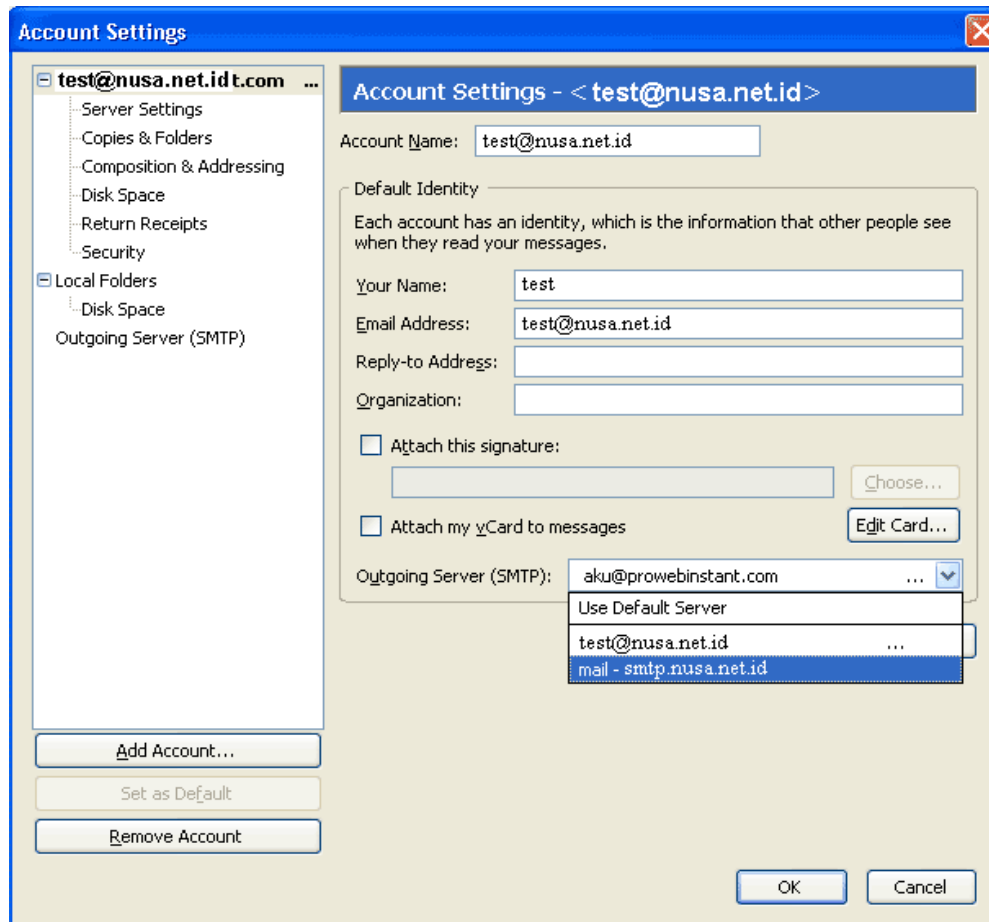 Account Settings
test@nusa.net.idt.com ...
Server Settings
Copies & Folders
Composition & Addressing
Disk Space
Return Receipts
Security
Local Folders
Disk Space
Outgoing Server (SMTP)
Add Account...
Set as Default
Remove Account
Account Settings - <test@nusa.net.id>
Account Name: test@nusa.net.id
Default Identity
Each account has an identity, which is the information that other people see
when they read your messages.
Your Name: test
Email Address: test@nusa.net.id
Reply-to Address:
Organization:
Attach this signature:
Choose...
Attach my vCard to messages
Edit Card...
Outgoing Server (SMTP): aku@prowebinstant.com ...
Use Default Server
test@nusa.net.id ...
mail - smtp.nusa.net.id
OK Cancel